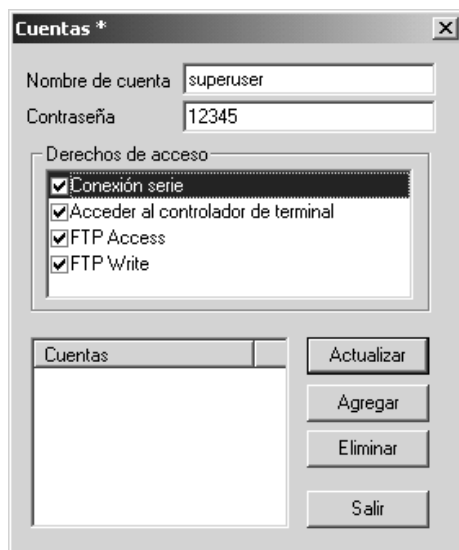 Cuentas *
Nombre de cuenta superuser
Contraseña 12345
Derechos de acceso
Conexión serie
Acceder al controlador de terminal
FTP Access
FTP Write
Cuentas
Actualizar
Agregar
Eliminar
Salir